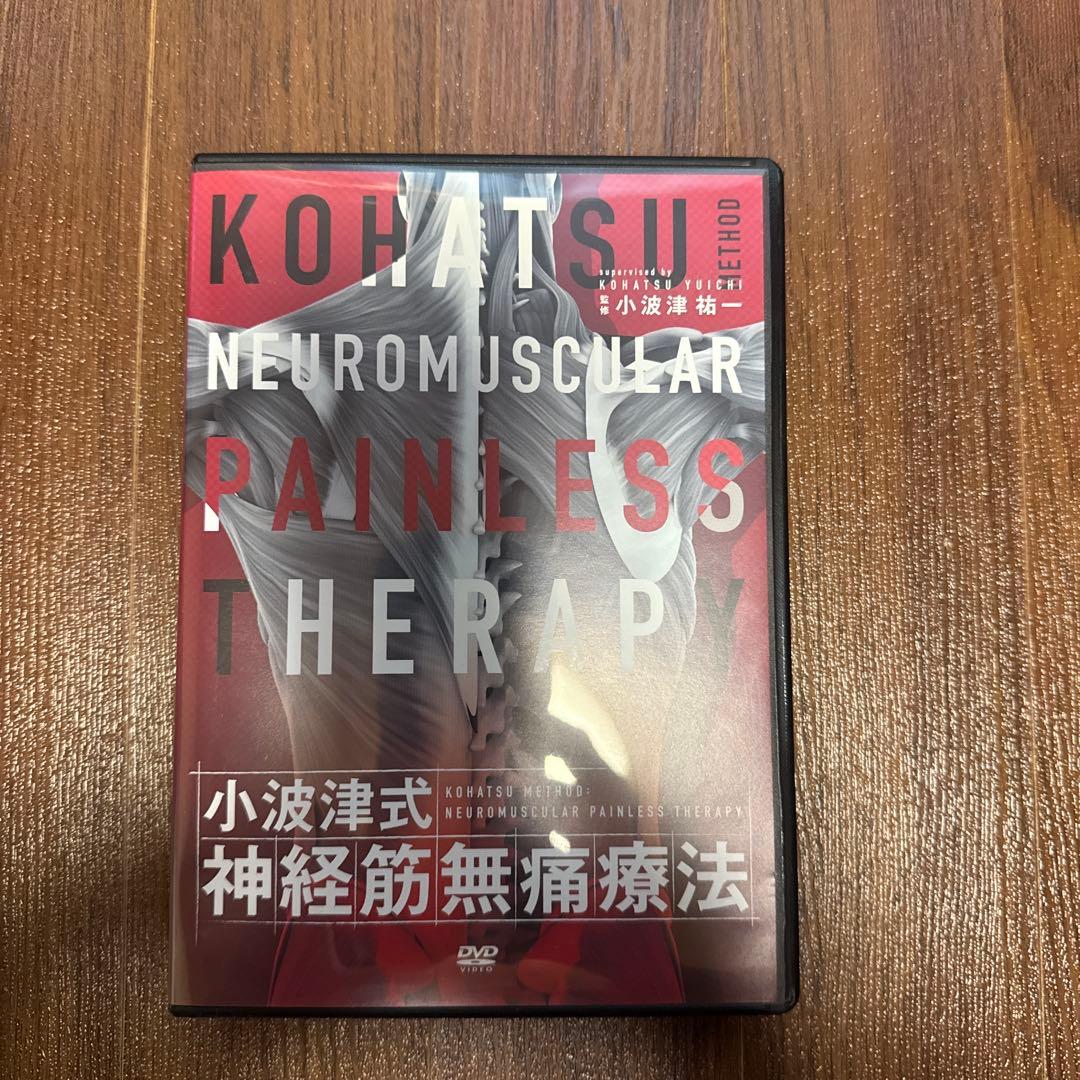 KOHATSU METHOD
supervised by
KOHATSU YUICHI
監修 小波津 祐一
NEUROMUSCULAR
PAINLESS
THERAPY
小波津式
KOHATSU METHOD:
NEUROMUSCULAR PAINLESS THERAPY
神経筋無痛療法
DVD
VIDEO